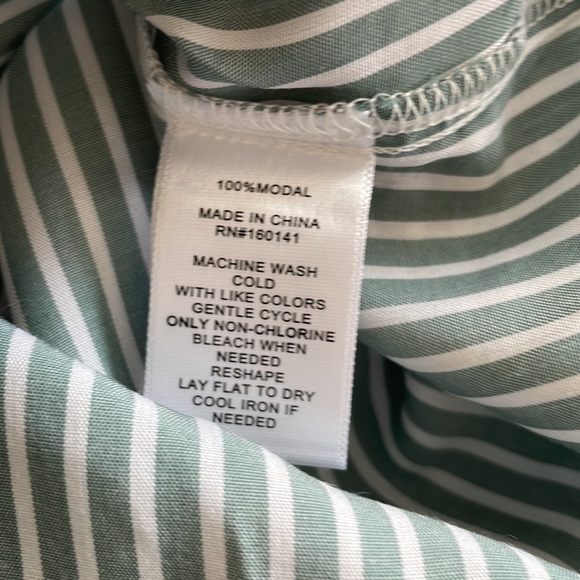 100%MODAL
MADE IN CHINA
RN#160141
MACHINE WASH
COLD
WITH LIKE COLORS
GENTLE CYCLE
ONLY NON-CHLORINE
BLEACH WHEN
NEEDED
RESHAPE
LAY FLAT TO DRY
COOL IRON IF
NEEDED